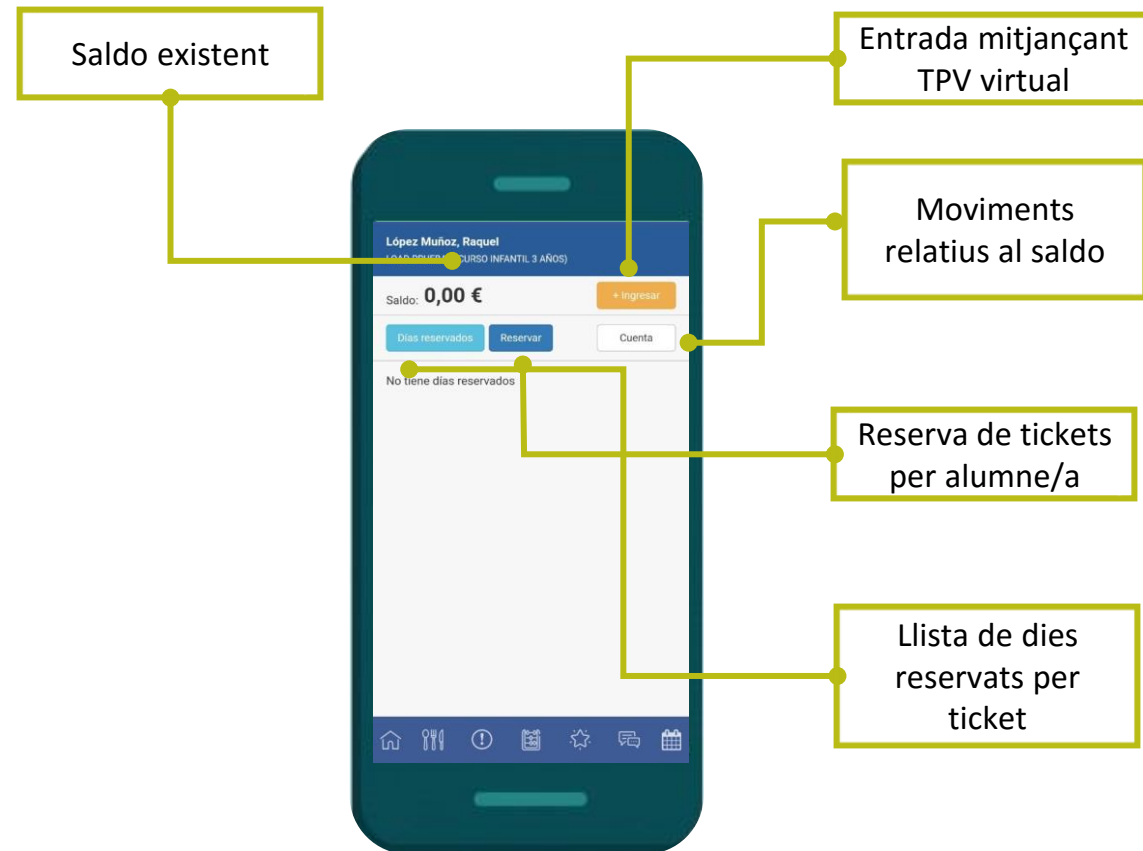 Saldo existent
Entrada mitjançant
TPV virtual
Moviments
relatius al saldo
López Muñoz, Raquel
CURSO INFANTIL 3 AÑOS)
Saldo: 0,00 €
+ Ingresar
Días reservados
Reservar
Cuenta
No tiene días reservados
Reserva de tickets
per alumne/a
Llista de dies
reservats per
ticket